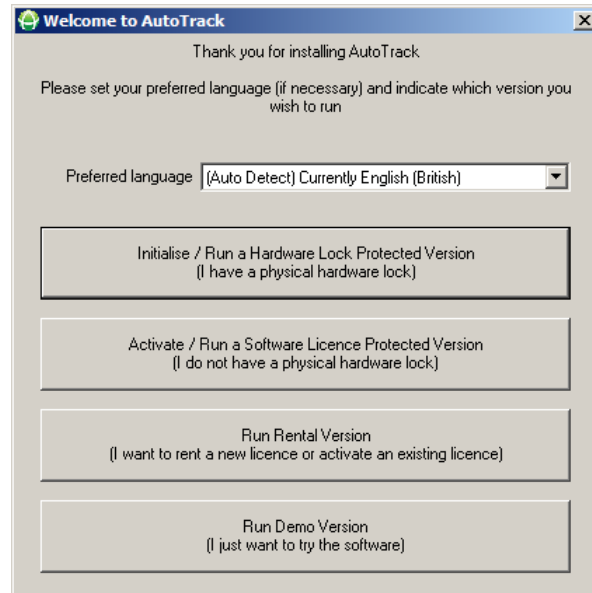 Welcome to AutoTrack
Thank you for installing AutoTrack
Please set your preferred language (if necessary) and indicate which version you
wish to run
Preferred language (Auto Detect) Currently English (British)
Initialise / Run a Hardware Lock Protected Version
(I have a physical hardware lock)
Activate / Run a Software Licence Protected Version
(I do not have a physical hardware lock)
Run Rental Version
(I want to rent a new licence or activate an existing licence)
Run Demo Version
(I just want to try the software)